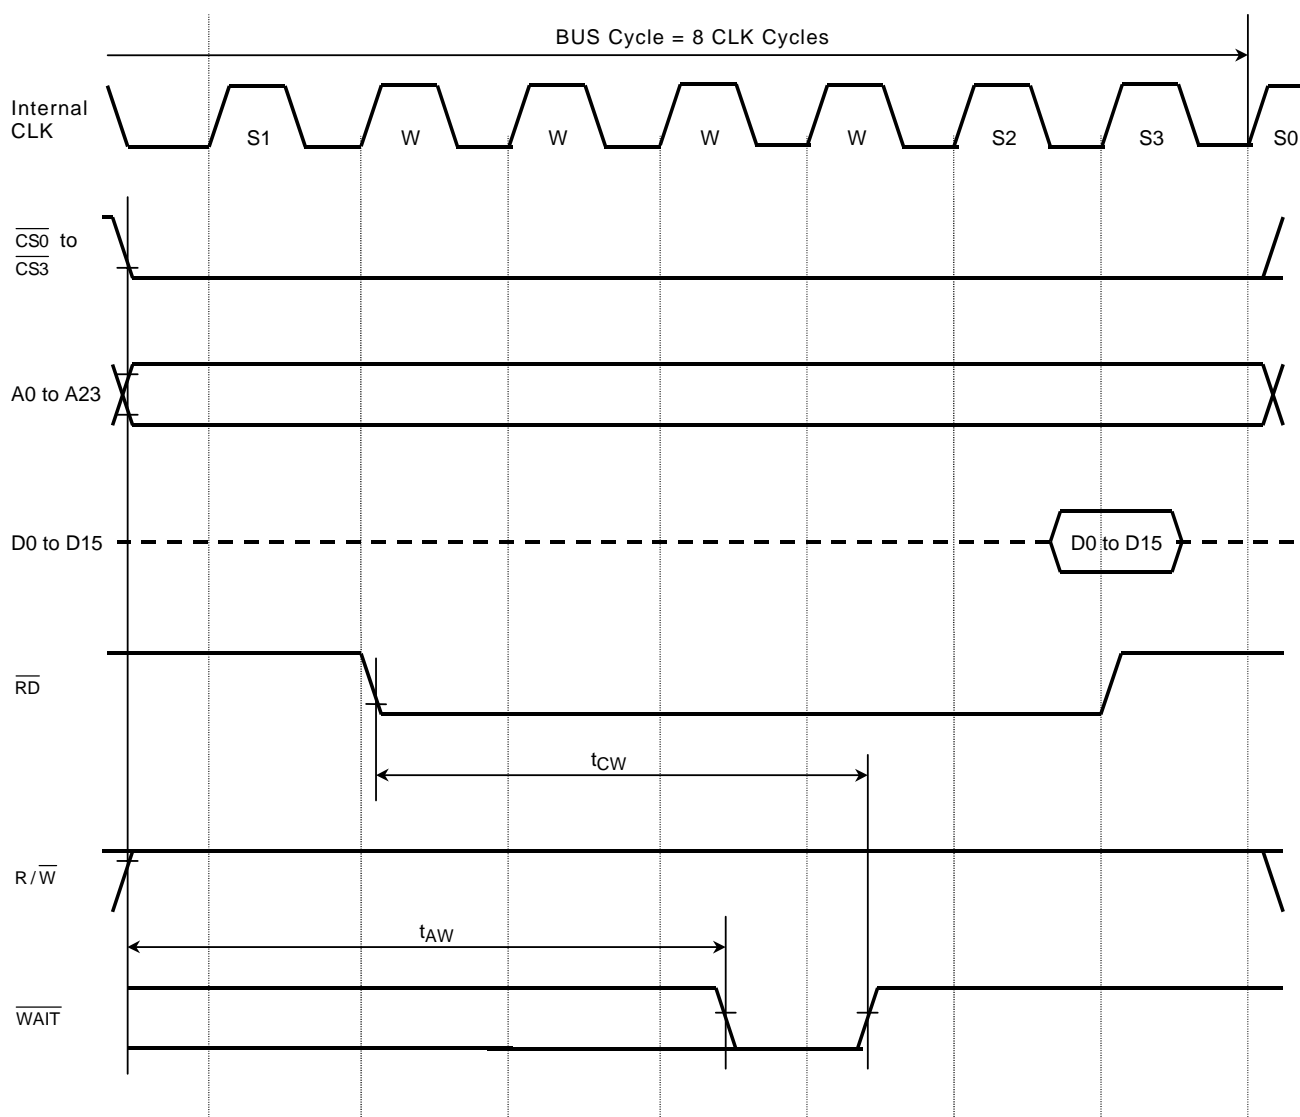 BUS Cycle = 8 CLK Cycles
Internal
CLK
S1 W W W W S2 S3 S0
CS0 to
CS3
A0 to A23
D0 to D15
D0 to D15
RD
tCW
R/W
tAW
WAIT